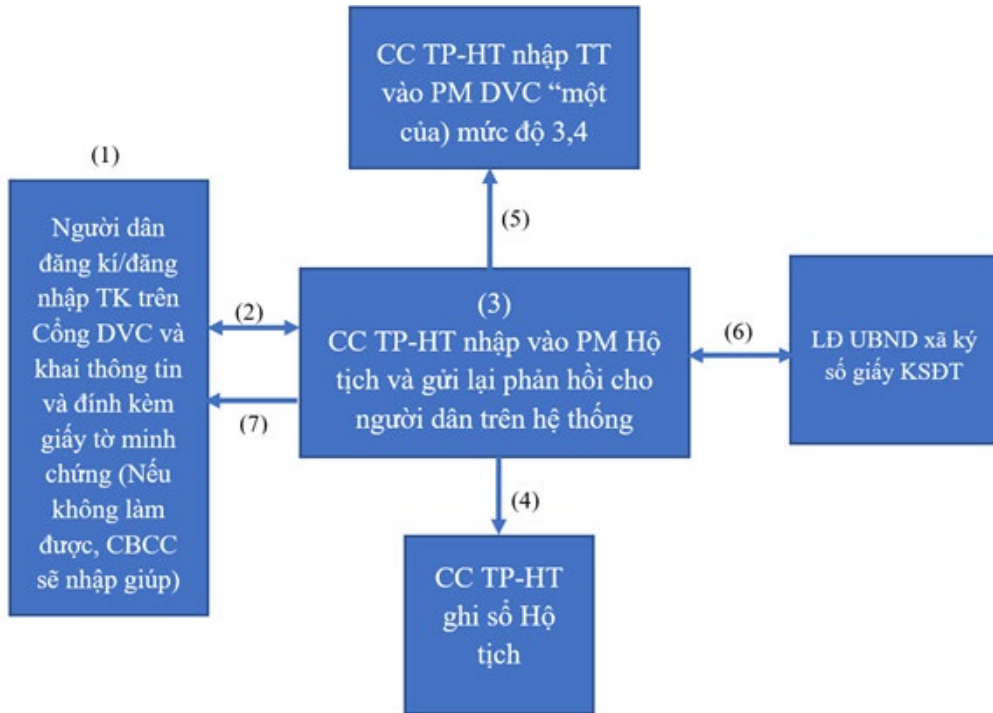 CC TP-HT nhập TT
vào PM DVC “một
của) mức độ 3,4
(1)
Người dân
đăng kí/đăng
nhập TK trên
Cổng DVC và
khai thông tin
và đính kèm
giấy tờ minh
chứng (Nếu
không làm
được, CBCC
sẽ nhập giúp)
(5)
(2)
(3)
CC TP-HT nhập vào PM Hộ
tịch và gửi lại phản hồi cho
người dân trên hệ thống
(6)
LĐ UBND xã ký
số giấy KSĐT
(7)
(4)
CC TP-HT
ghi sổ Hộ
tịch